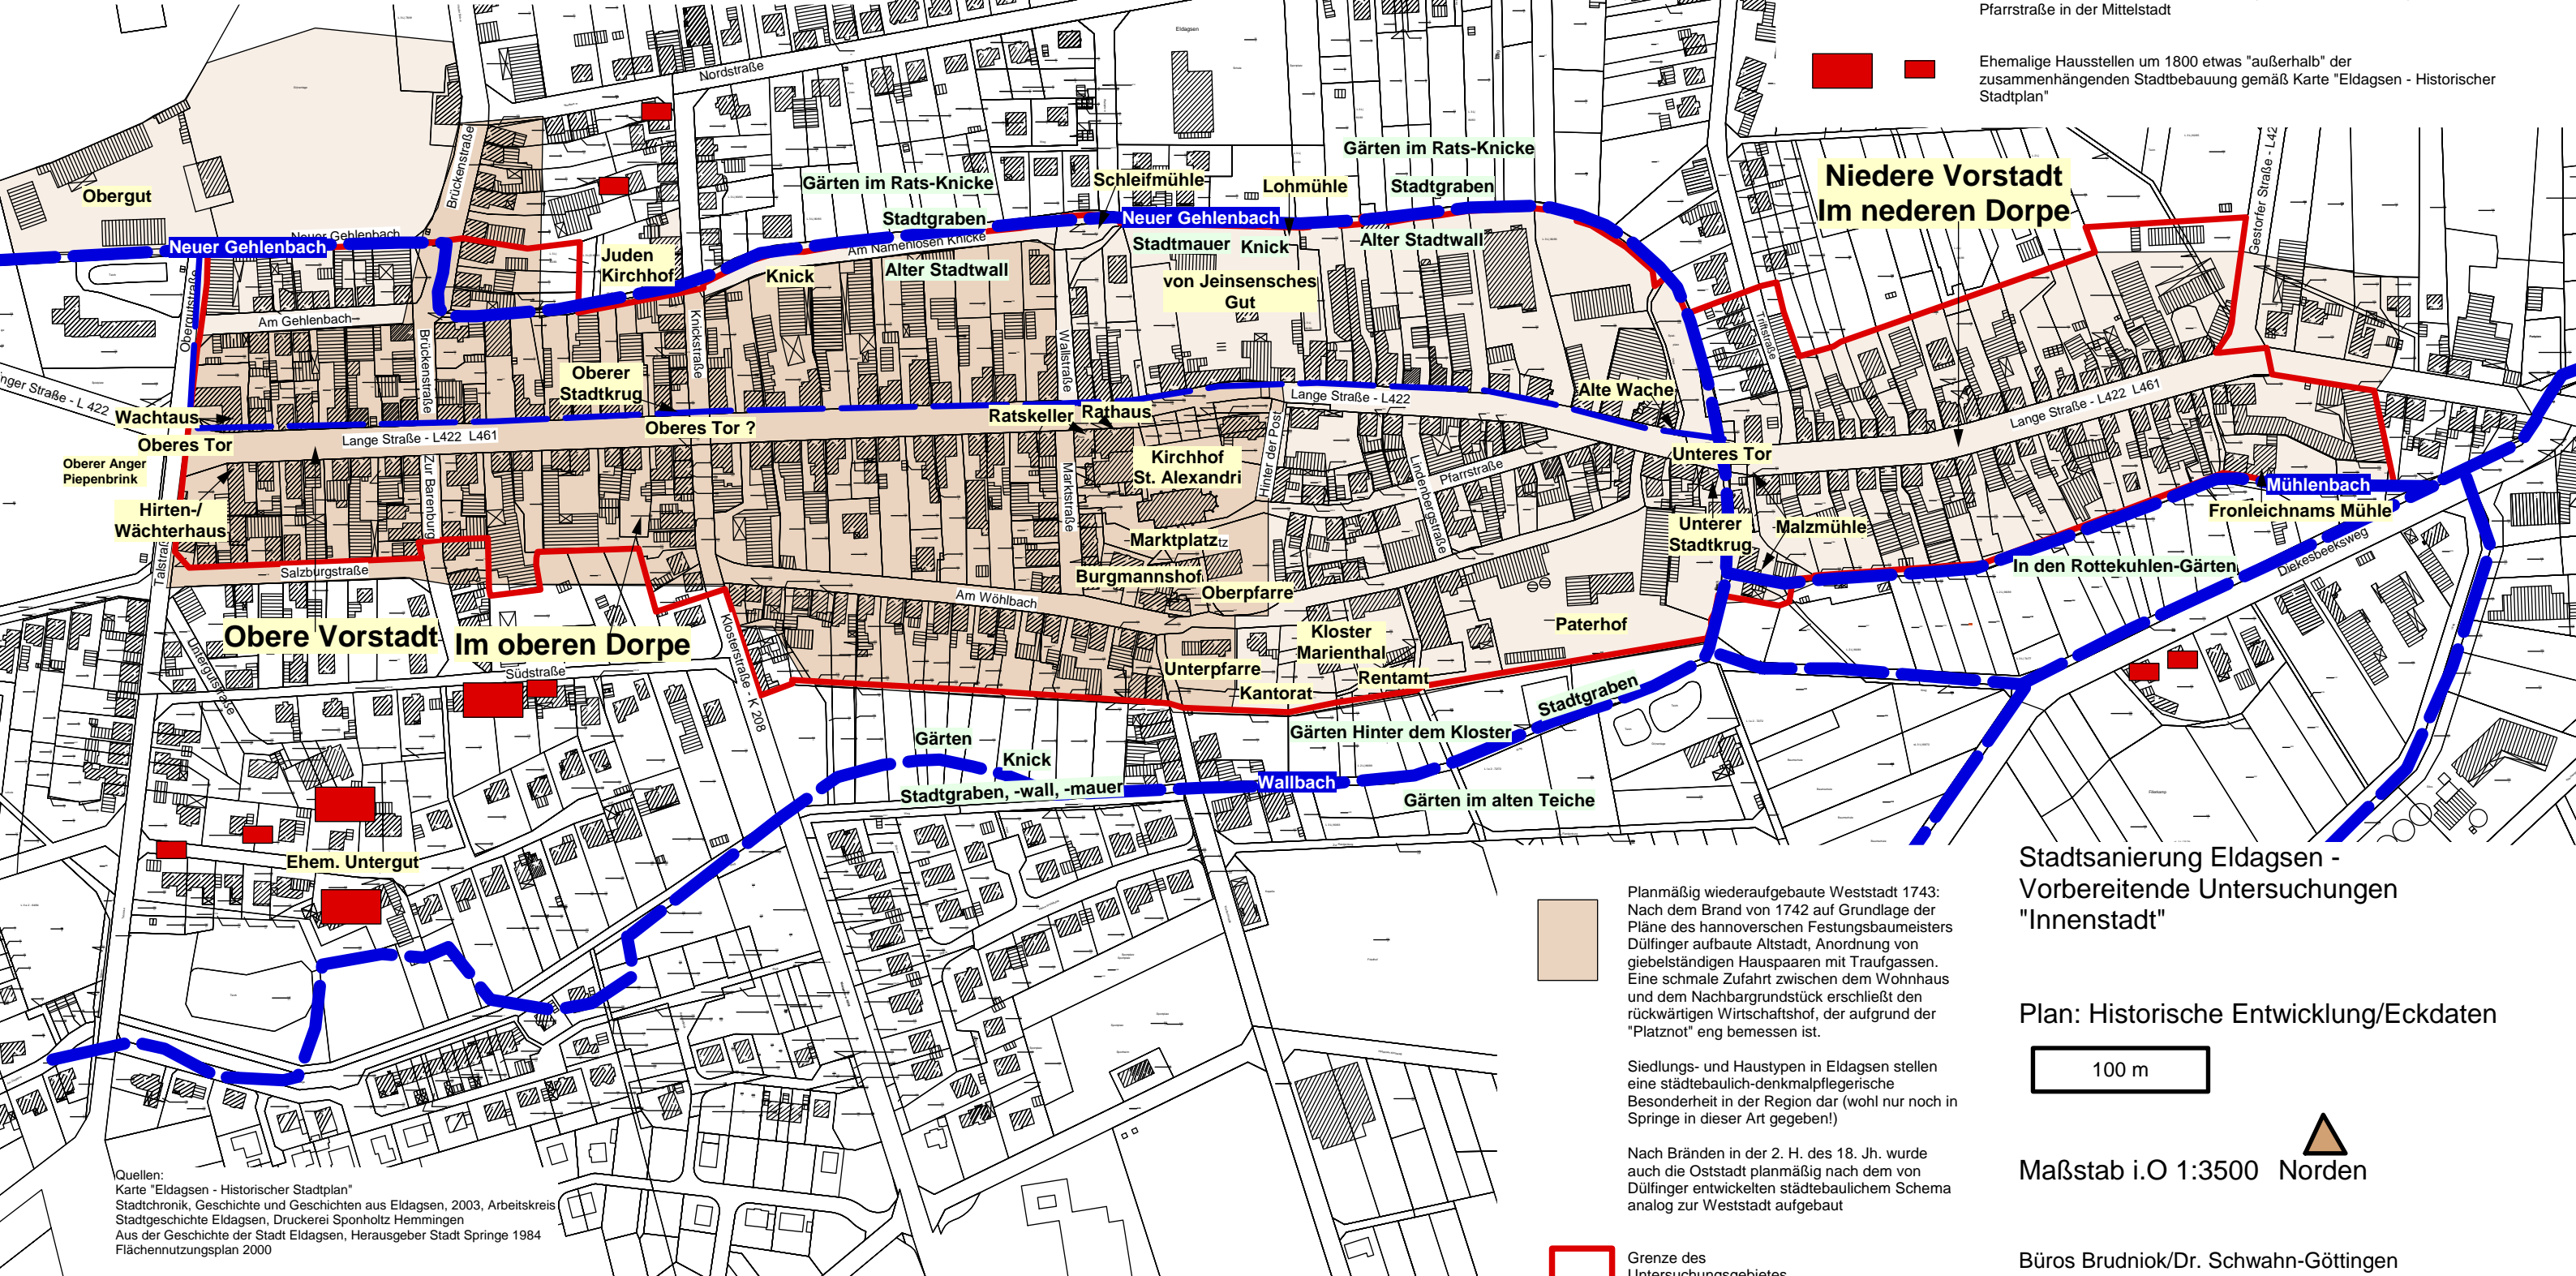 Pfarrstraße in der Mittelstadt
Ehemalige Hausstellen um 1800 etwas "außerhalb" der
zusammenhängenden Stadtbebauung gemäß Karte "Eldagsen - Historischer
Stadtplan"
Eldagsen
Nordstraße
Brückenstraße
Gärten im Rats-Knicke
Gestorfer Straße - L42
Niedere Vorstadt
Im nederen Dorpe
Obergut
Gärten im Rats-Knicke
Schleifmühle
Lohmühle
Stadtgraben
Stadtgraben
Neuer Gehlenbach
Neuer Gehlenbach
Neuer Gehlenbach
Am Namenlosen Knicke
Stadtmauer
Knick
Alter Stadtwall
Juden
Kirchhof
Knick
Alter Stadtwall
von Jeinsensches
Gut
Obergutstraße
Am Gehlenbach
Brückenstraße
Knickstraße
Wallstraße
Tritstraße
Oberer
Stadtkrug
Alte Wache
inger Straße - L 422
Lange Straße - L422
Lange Straße - L422 L461
Wachtaus
Ratskeller
Rathaus
Oberes Tor
Lange Straße - L422 L461
Oberes Tor ?
Unteres Tor
Oberer Anger
Piepenbrink
Kirchhof
St. Alexandri
Hinter der Post
Lindenbergstraße
Pfarrstraße
Zur Barenburg
Marktstraße
Mühlenbach
Fronleichnams Mühle
Hirten-/
Wächterhaus
Unterer
Stadtkrug
Malzmühle
Marktplatz
tz
Diekesbeeksweg
Talstraß
Salzburgstraße
Burgmannshof
Oberpfarre
In den Rottekuhlen-Gärten
Am Wöhlbach
Obere Vorstadt
Im oberen Dorpe
Kloster
Marienthal
Paterhof
Untergutstraße
Südstraße
Klosterstraße - K 208
Unterpfarre
Rentamt
Kantorat
Stadtgraben
Gärten
Gärten Hinter dem Kloster
Knick
Wallbach
Stadtgraben, -wall, -mauer
Gärten im alten Teiche
Ehem. Untergut
Planmäßig wiederaufgebaute Weststadt 1743:
Nach dem Brand von 1742 auf Grundlage der
Pläne des hannoverschen Festungsbaumeisters
Dülfinger aufbaute Altstadt, Anordnung von
giebelständigen Hauspaaren mit Traufgassen.
Eine schmale Zufahrt zwischen dem Wohnhaus
und dem Nachbargrundstück erschließt den
rückwärtigen Wirtschaftshof, der aufgrund der
"Platznot" eng bemessen ist.
Siedlungs- und Haustypen in Eldagsen stellen
eine städtebaulich-denkmalpflegerische
Besonderheit in der Region dar (wohl nur noch in
Springe in dieser Art gegeben!)
Nach Bränden in der 2. H. des 18. Jh. wurde
auch die Oststadt planmäßig nach dem von
Dülfinger entwickelten städtebaulichem Schema
analog zur Weststadt aufgebaut
Grenze des
Untersuchungsgebietes
Stadtsanierung Eldagsen -
Vorbereitende Untersuchungen
"Innenstadt"
Plan: Historische Entwicklung/Eckdaten
100 m
Maßstab i.O 1:3500 Norden
Büros Brudniok/Dr. Schwahn-Göttingen
Quellen:
Karte "Eldagsen - Historischer Stadtplan"
Stadtchronik, Geschichte und Geschichten aus Eldagsen, 2003, Arbeitskreis
Stadtgeschichte Eldagsen, Druckerei Sponholtz Hemmingen
Aus der Geschichte der Stadt Eldagsen, Herausgeber Stadt Springe 1984
Flächennutzungsplan 2000